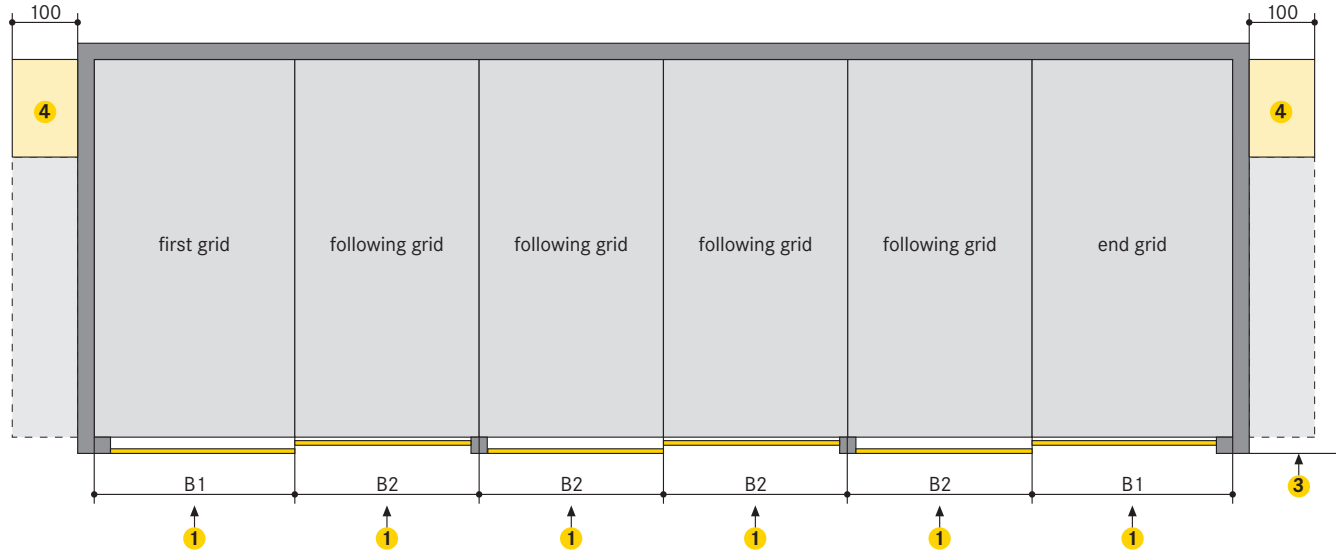 100
100
4
4
first grid
following grid
following grid
following grid
following grid
end grid
B1
B2
B2
B2
B2
B1
3
1
1
1
1
1
1